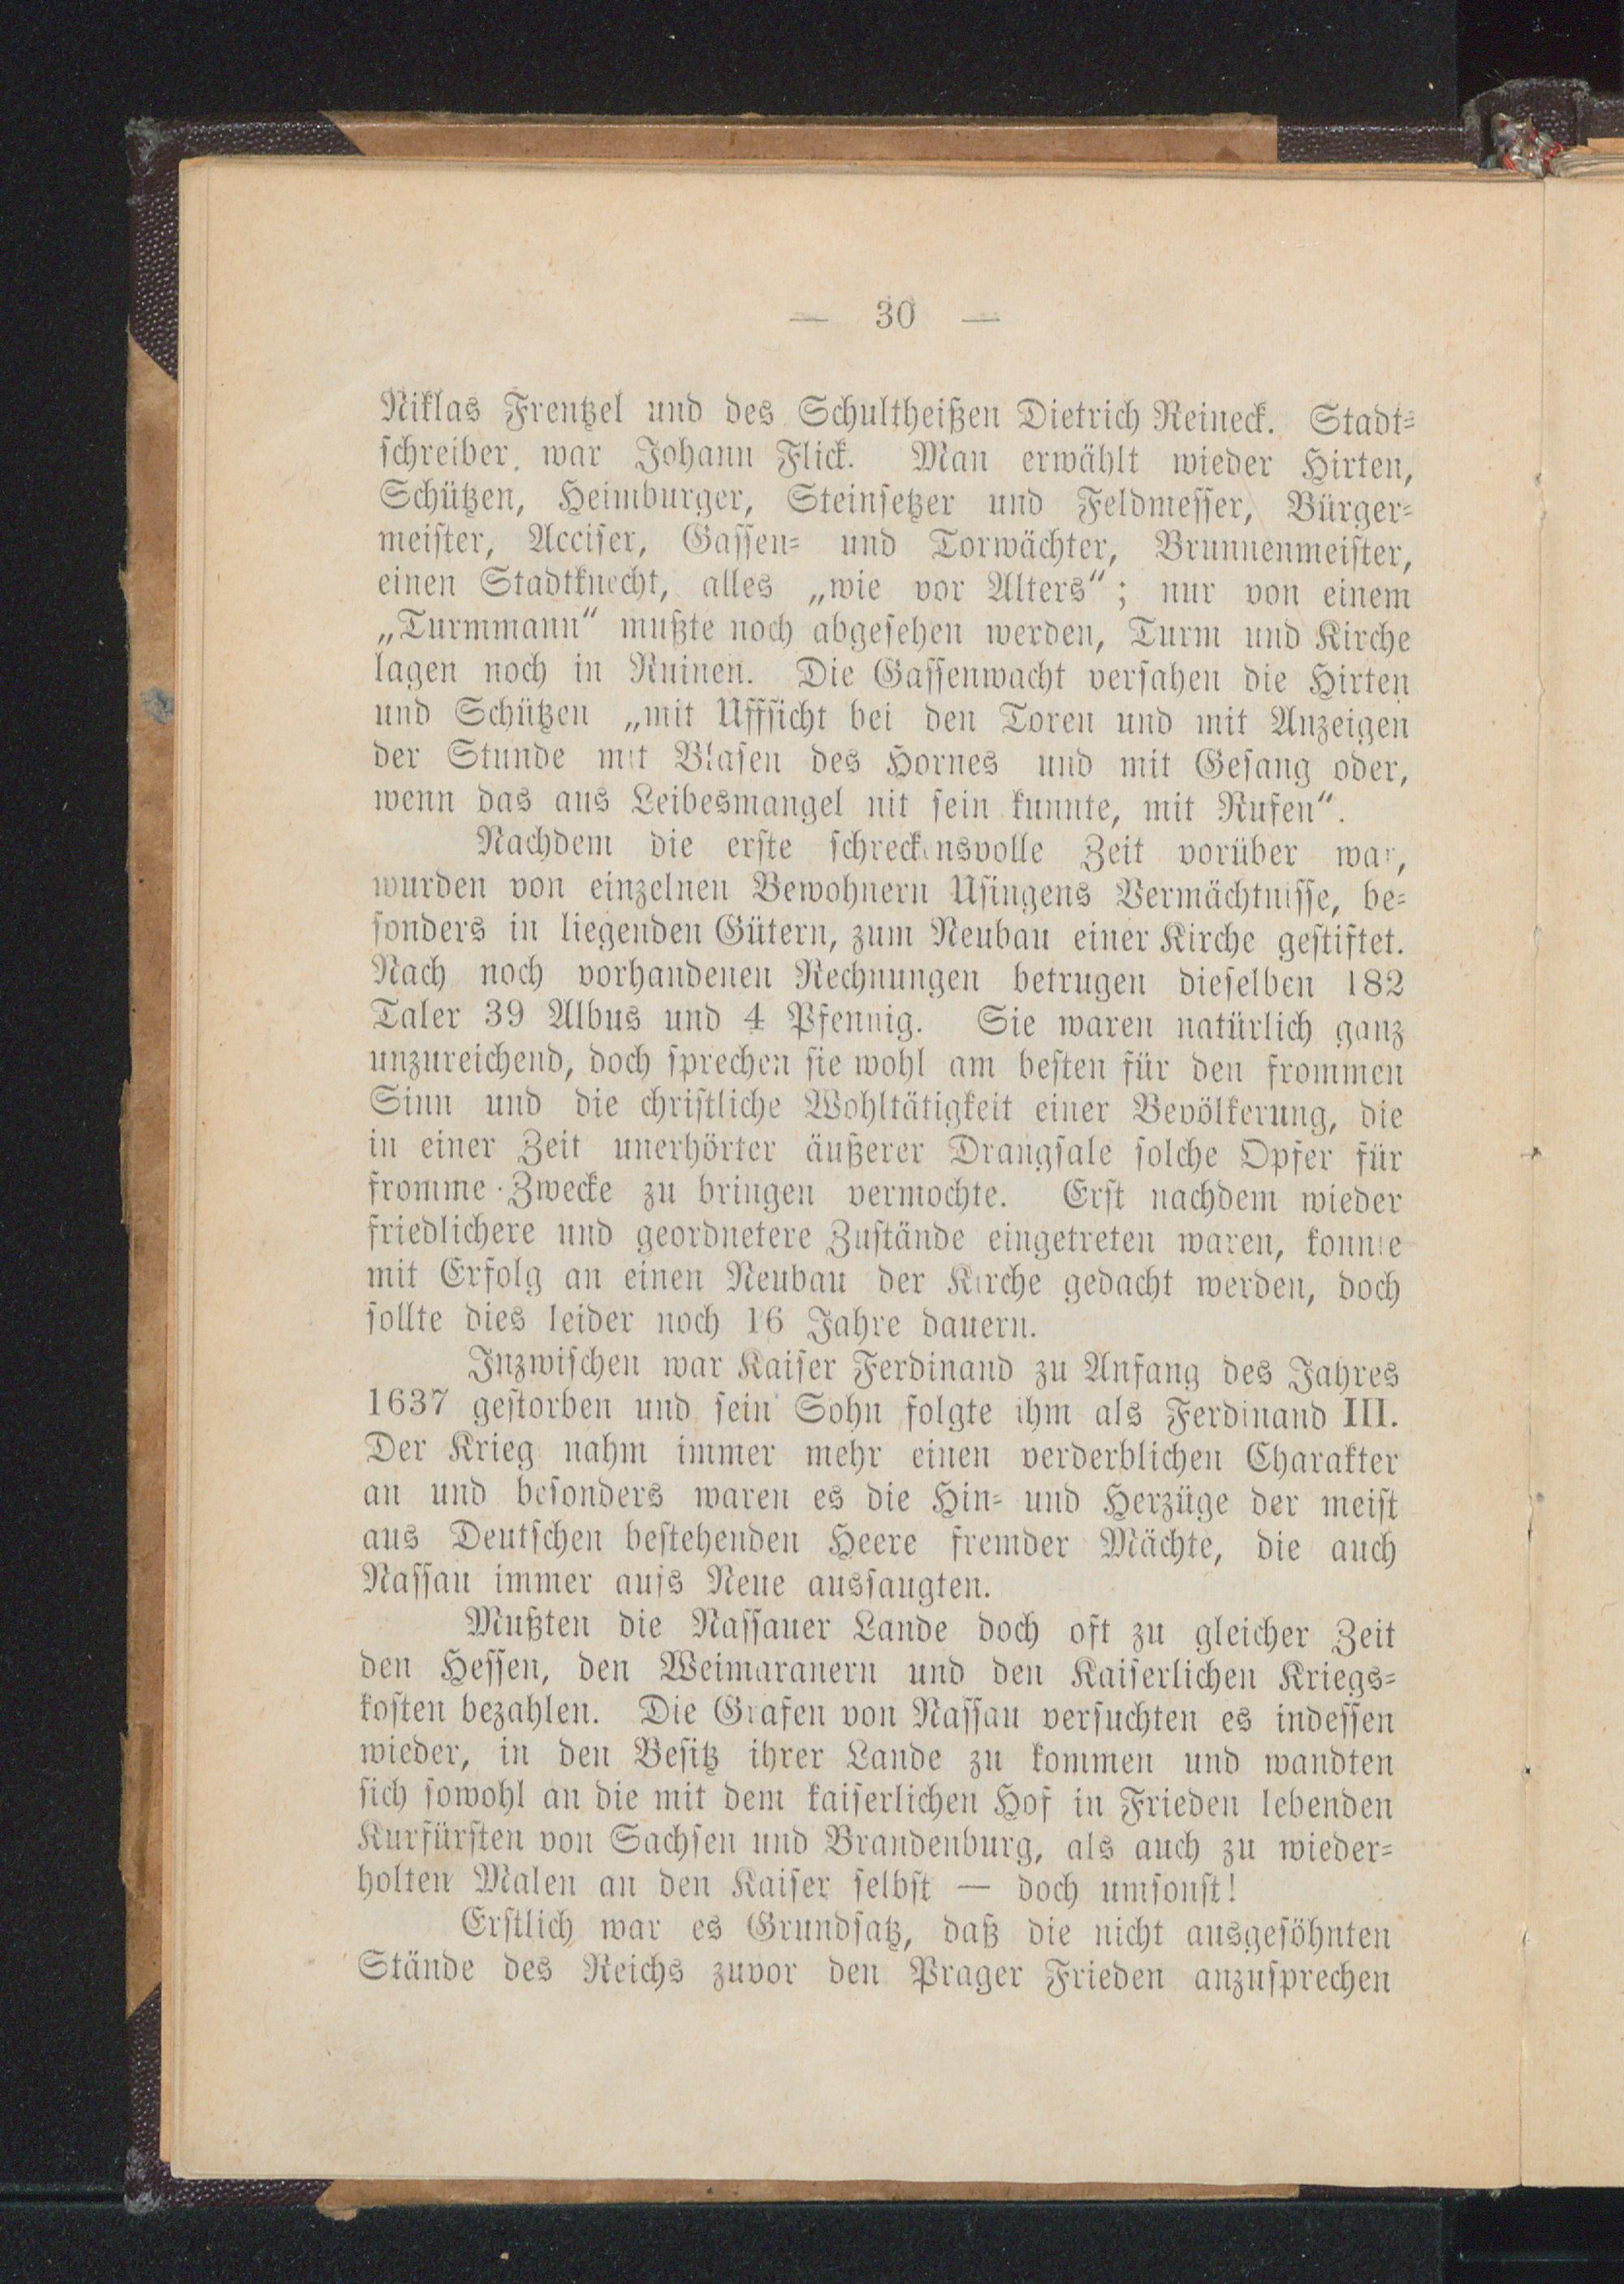 — 30 —
Niklas Frentzel und des Schultheißen Dietrich Reineck. Stadt-
schreiber war Johann Flick. Man erwählt wieder Hirten,
Schützen, Heimburger, Steinsetzer und Feldmesser, Bürger-
meister, Acciser, Gassen- und Torwächter, Brunnenmeister,
einen Stadtknecht, alles „wie vor Alters“; nur von einem
„Turmmann“ mußte noch abgesehen werden, Turm und Kirche
lagen noch in Ruinen. Die Gassenwacht versahen die Hirten
und Schützen „mit Uffsicht bei den Toren und mit Anzeigen
der Stunde mit Blasen des Hornes und mit Gesang oder,
wenn das aus Leibesmangel nit sein kunnte, mit Rufen“.
Nachdem die erste schreckensvolle Zeit vorüber war,
wurden von einzelnen Bewohnern Usingens Vermächtnisse, be-
sonders in liegenden Gütern, zum Neubau einer Kirche gestiftet.
Nach noch vorhandenen Rechnungen betrugen dieselben 182
Taler 39 Albus und 4 Pfennig. Sie waren natürlich ganz
unzureichend, doch sprechen sie wohl am besten für den frommen
Sinn und die christliche Wohltätigkeit einer Bevölkerung, die
in einer Zeit unerhörter äußerer Drangsale solche Opfer für
fromme Zwecke zu bringen vermochte. Erst nachdem wieder
friedlichere und geordnetere Zustände eingetreten waren, konnte
mit Erfolg an einen Neubau der Kirche gedacht werden, doch
sollte dies leider noch 16 Jahre dauern.
Inzwischen war Kaiser Ferdinand zu Anfang des Jahres
1637 gestorben und sein Sohn folgte ihm als Ferdinand III.
Der Krieg nahm immer mehr einen verderblichen Charakter
an und besonders waren es die Hin- und Herzüge der meist
aus Deutschen bestehenden Heere fremder Mächte, die auch
Nassau immer aufs Neue aussaugten.
Mußten die Nassauer Lande doch oft zu gleicher Zeit
den Hessen, den Weimaranern und den Kaiserlichen Kriegs-
kosten bezahlen. Die Grafen von Nassau versuchten es indessen
wieder, in den Besitz ihrer Lande zu kommen und wandten
sich sowohl an die mit dem kaiserlichen Hof in Frieden lebenden
Kurfürsten von Sachsen und Brandenburg, als auch zu wieder-
holten Malen an den Kaiser selbst — doch umsonst!
Erstlich war es Grundsatz, daß die nicht ausgesöhnten
Stände des Reichs zuvor den Prager Frieden anzusprechen